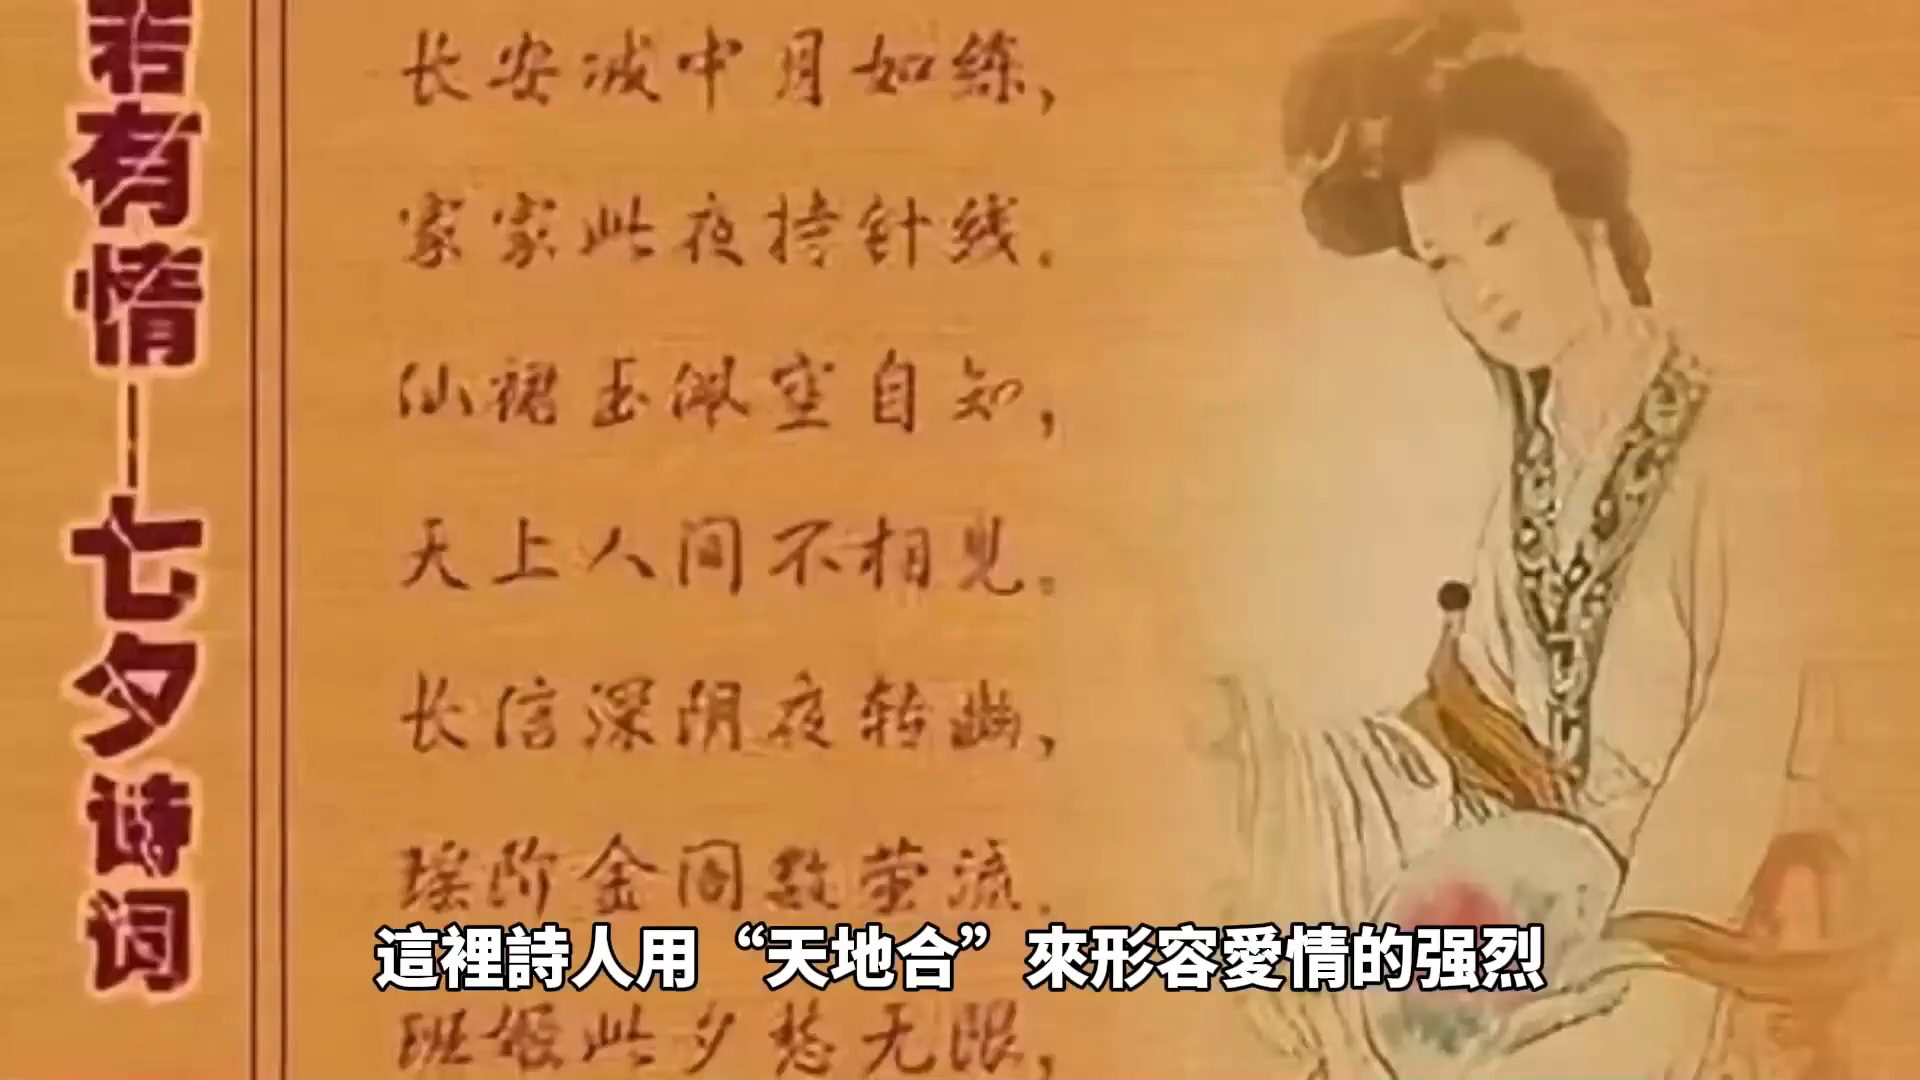 若有情—七夕诗词
长安城中月如练，
家家此夜持针线。
仙裙玉佩空自知，
天上人间不相见。
长信深阴夜转幽，
瑶阶金阁数萤流。
班姬此夕愁无限，
這裡詩人用“天地合”來形容愛情的强烈